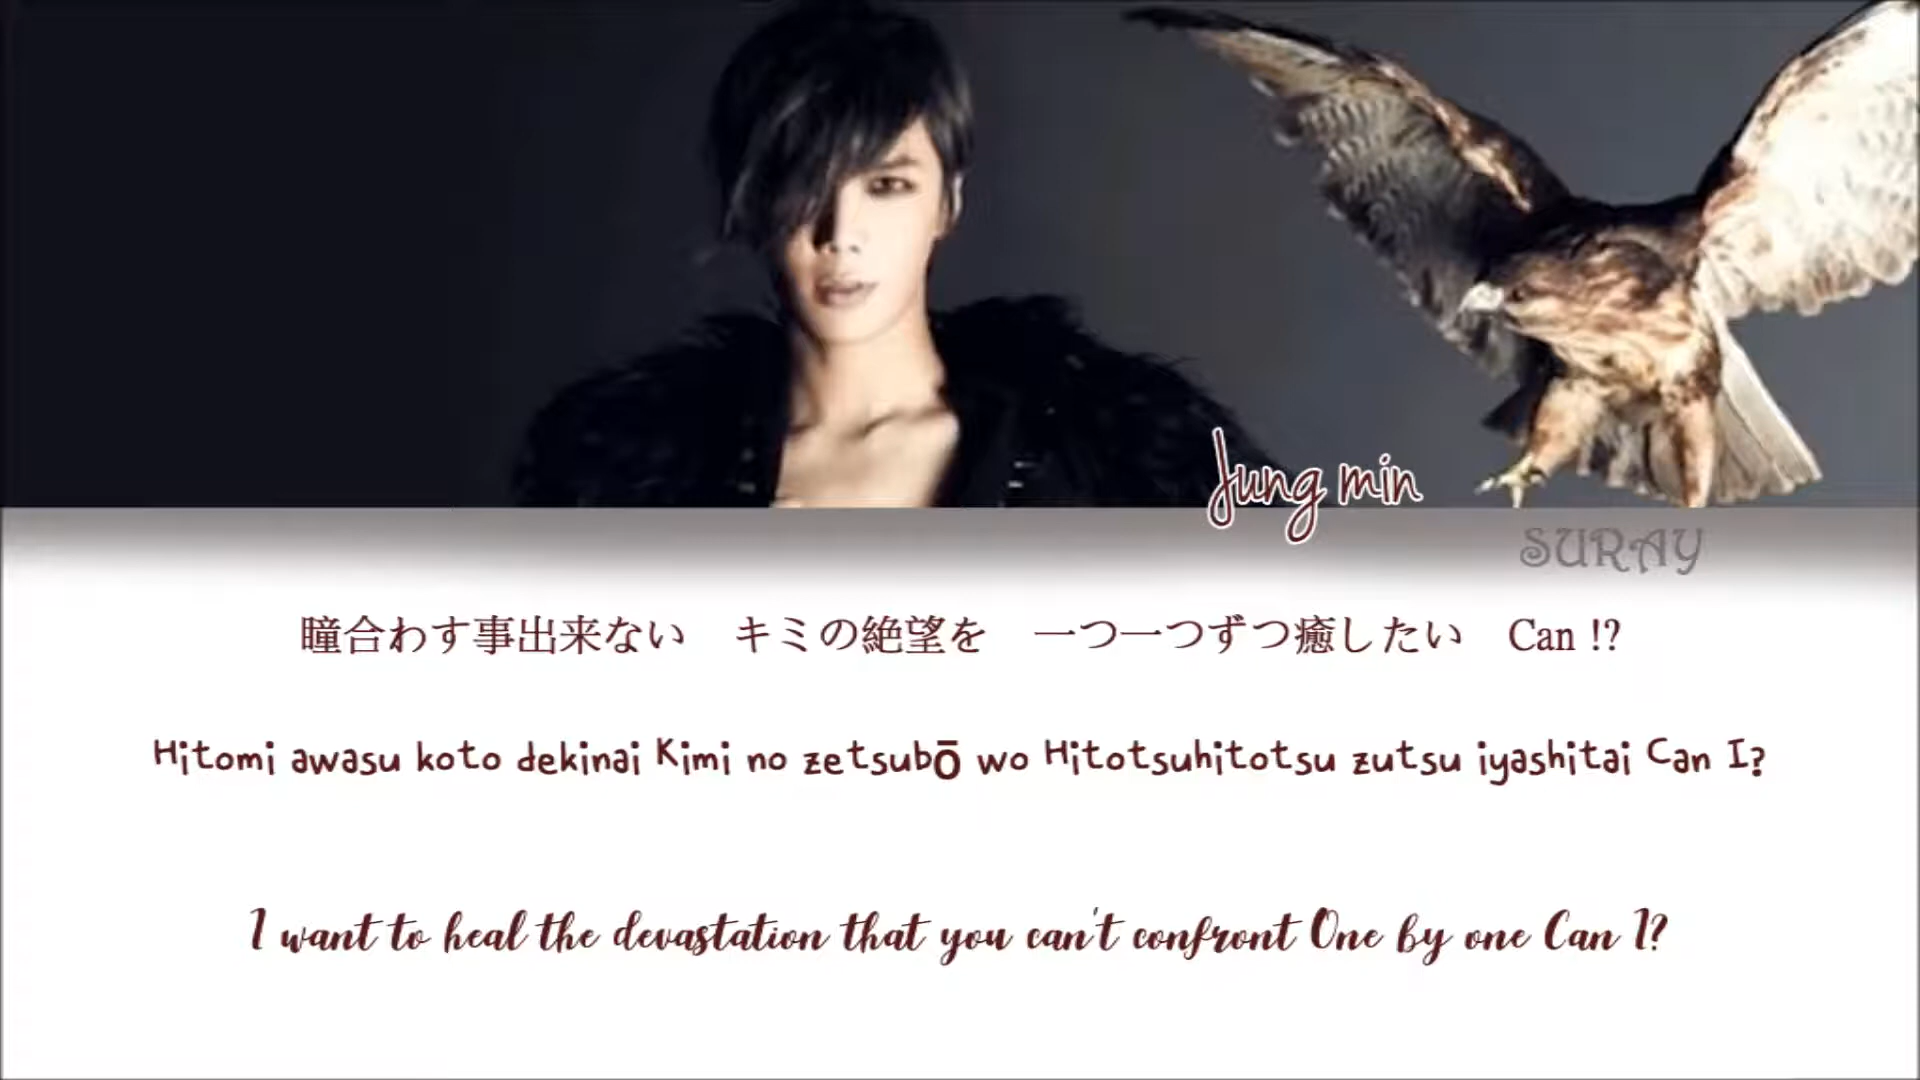 Jung min
SURAY
瞳合わす事出来ない　キミの絶望を　一つ一つずつ癒したい　Can !?
Hitomi awasu koto dekinai Kimi no zetsubō wo Hitotsuhitotsu zutsu iyashitai Can I?
I want to heal the devastation that you can't confront One by one Can I?